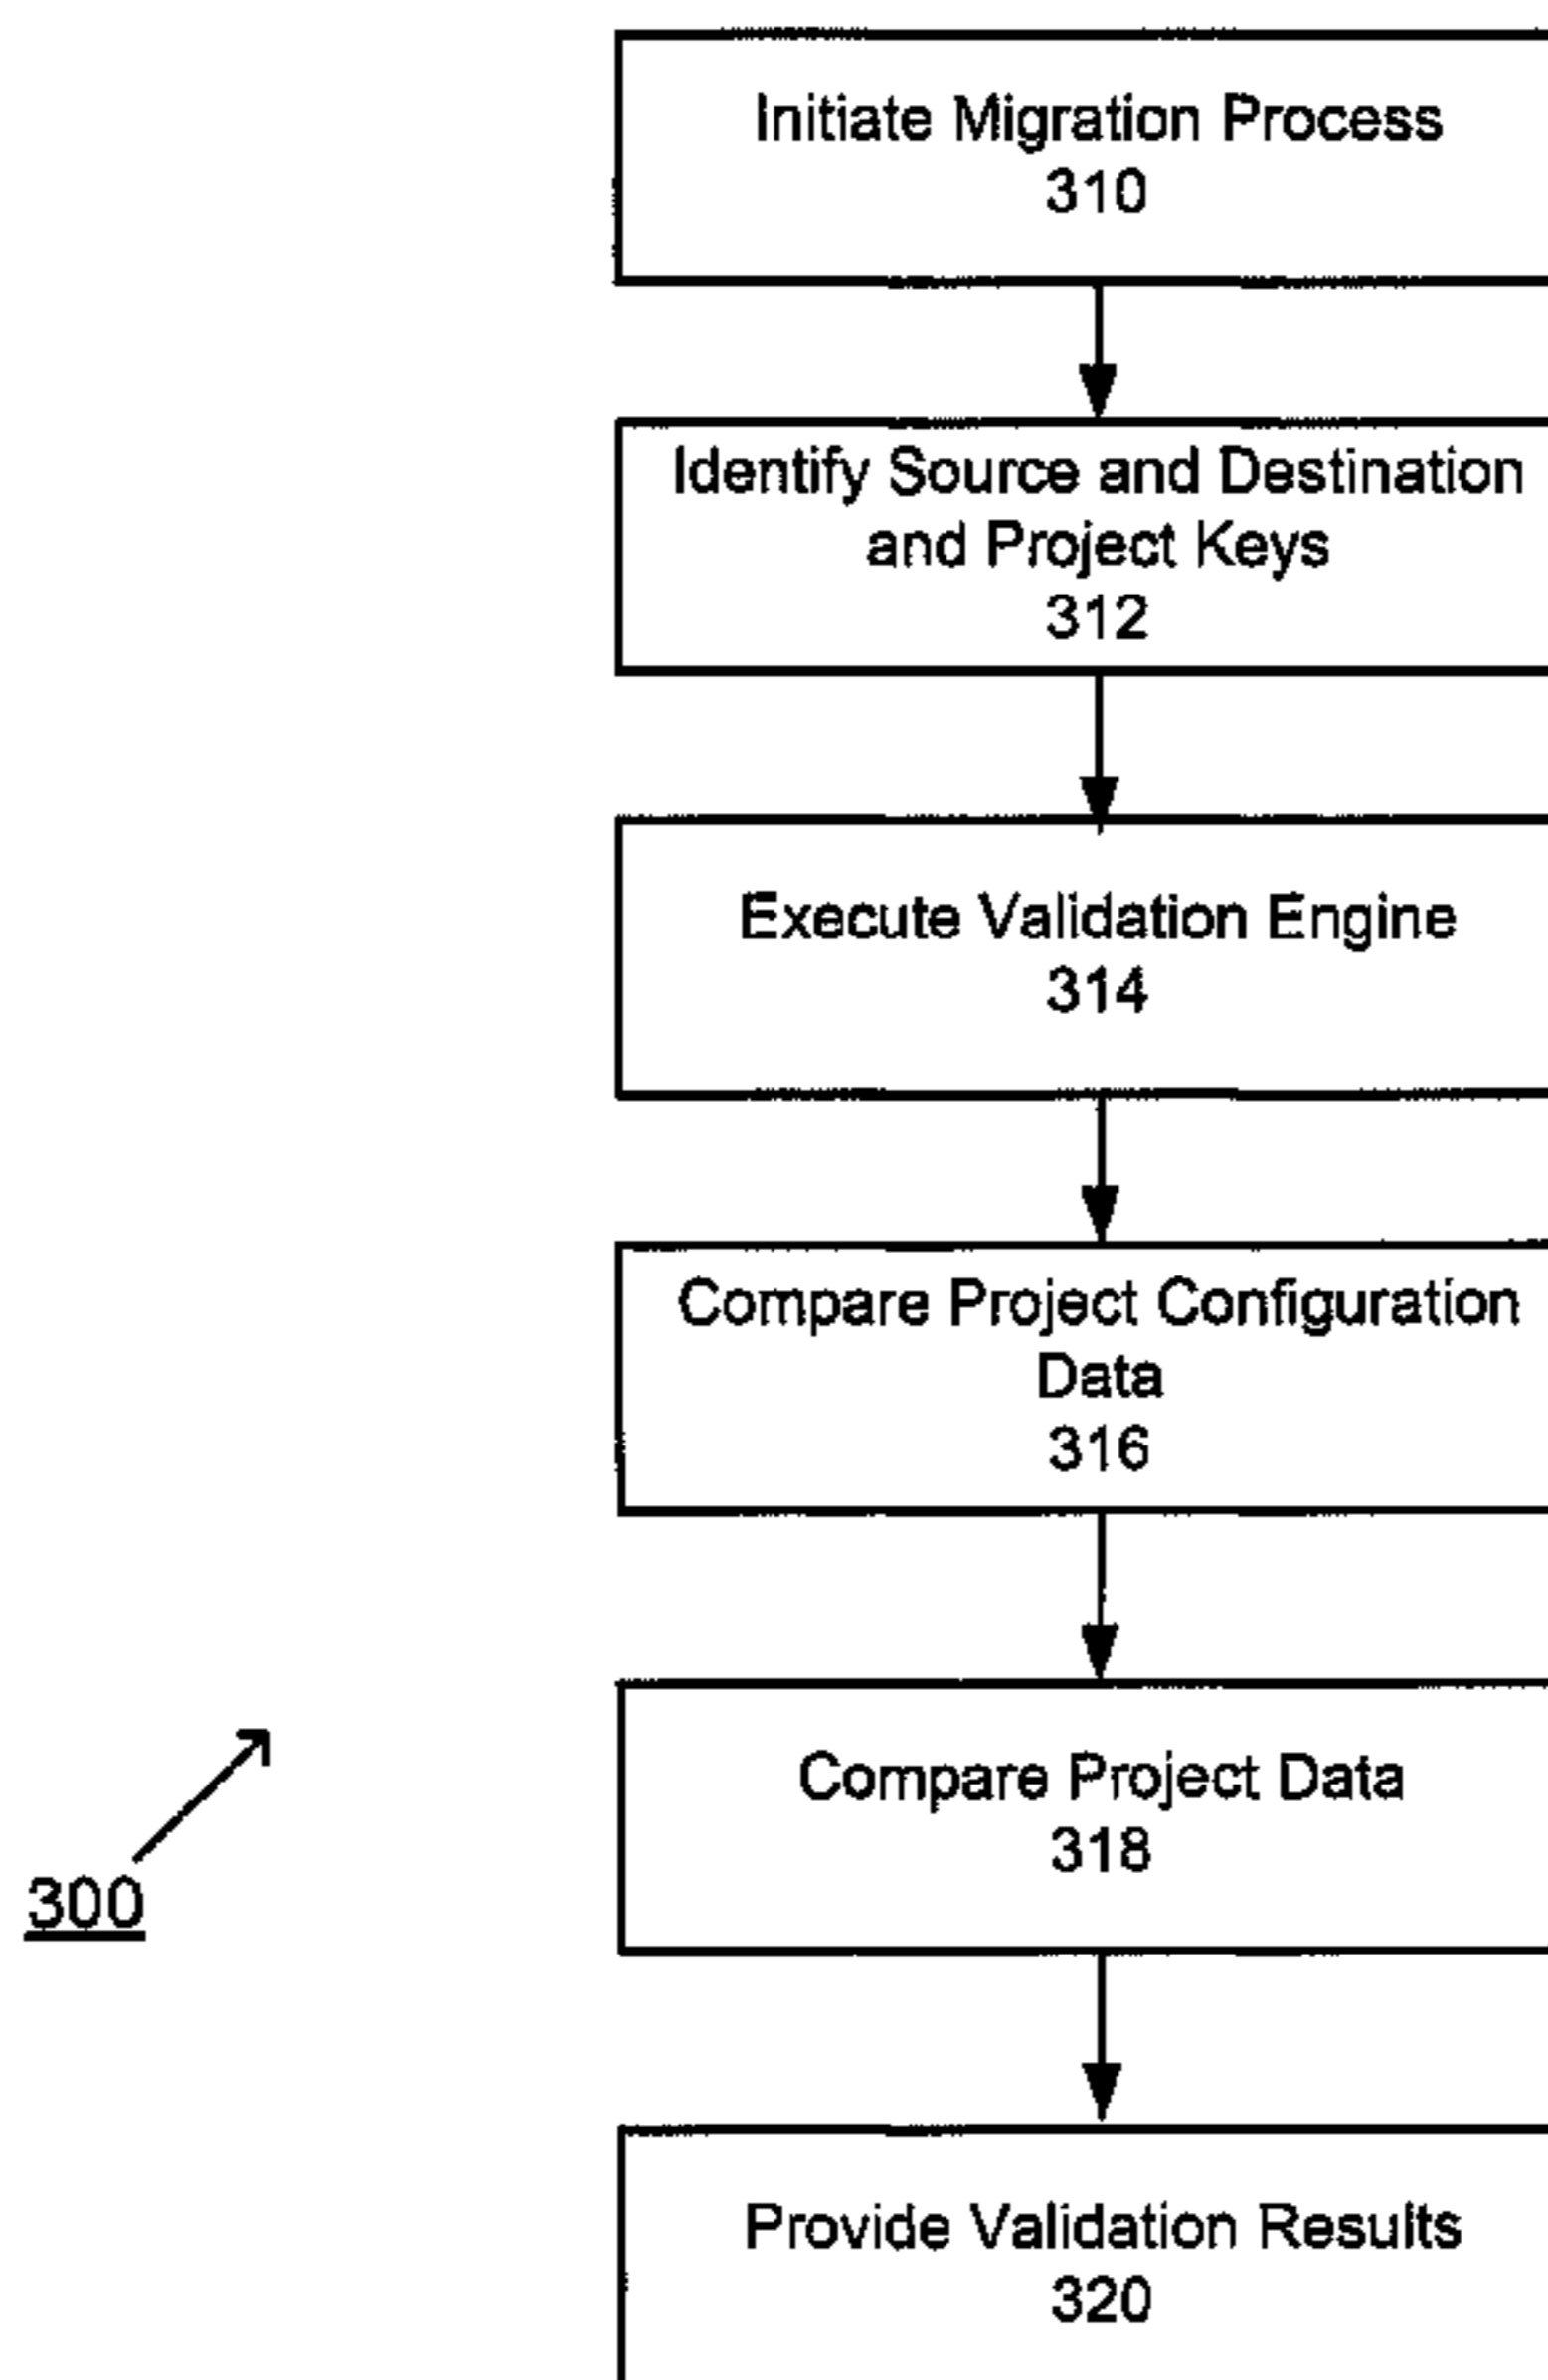 Initiate Migration Process
310
Identify Source and Destination
and Project Keys
312
Execute Validation Engine
314
Compare Project Configuration
Data
316
Compare Project Data
318
300
Provide Validation Results
320